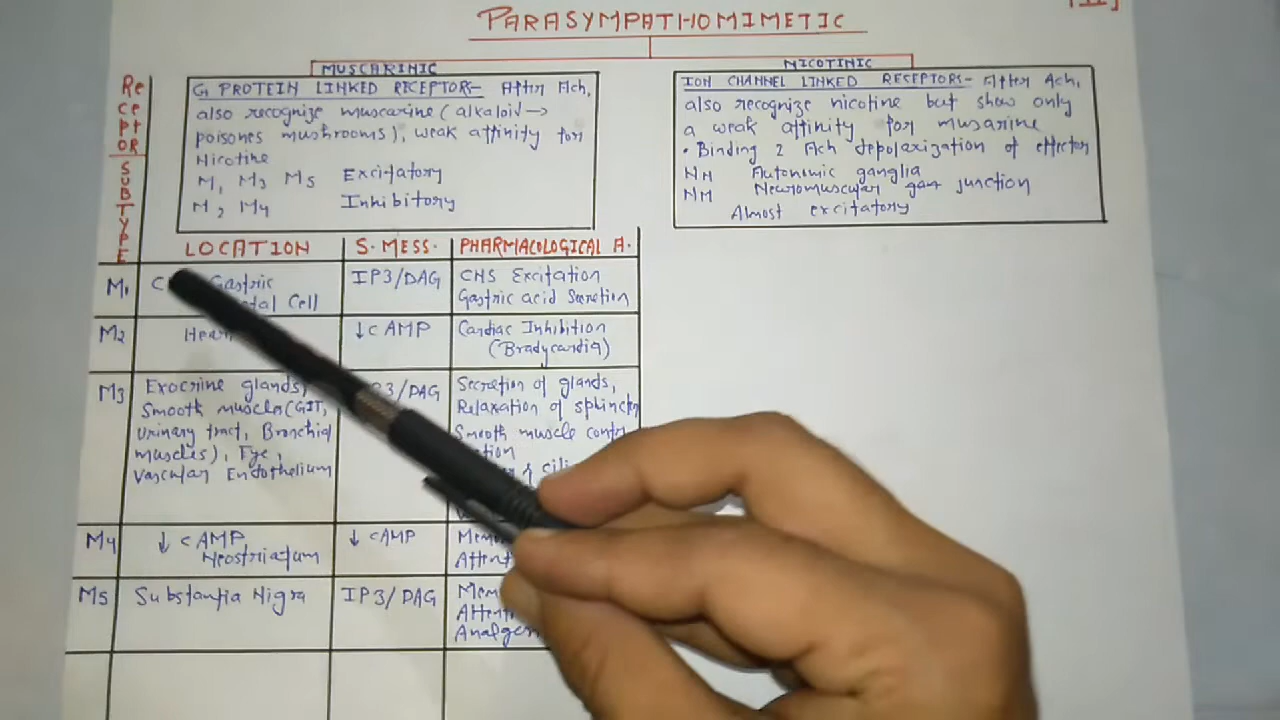 PARASYMPATHOMIMETIC
MUSCARINIC
G PROTEIN LINKED RECEPTORS- After Ach,
also recognize muscarine (alkaloid→
poisones mushrooms), weak affinity for
Nicotine
M1 M3 M5 Excitatory
M2 M4 Inhibitory
NICOTINIC
ION CHANNEL LINKED RECEPTORS- After Ach,
also recognize nicotine but show only
a weak affinity for musarine
• Binding 2 Ach depolarization of effector
NN Autonomic ganglia
NM Neuromuscular junction
Almost excitatory
ReceptOR SUBTYPE
LOCATION S. MESS. PHARMACOLOGICAL A.
M1 Gastric Cell IP3/DAG CNS Excitation
Gastric acid Secretion
M2 ↓cAMP Cardiac Inhibition
(Bradycardia)
M3 Exocrine glands,
Smooth muscles(GIT,
Urinary tract, Bronchial
muscles), Eye,
Vascular Endothelium
Secretion of glands,
Relaxation of sphincter
Smooth muscle
M4 ↓ cAMP
Neostriatum
↓ cAMP
M5 Substantia Nigra IP3/DAG